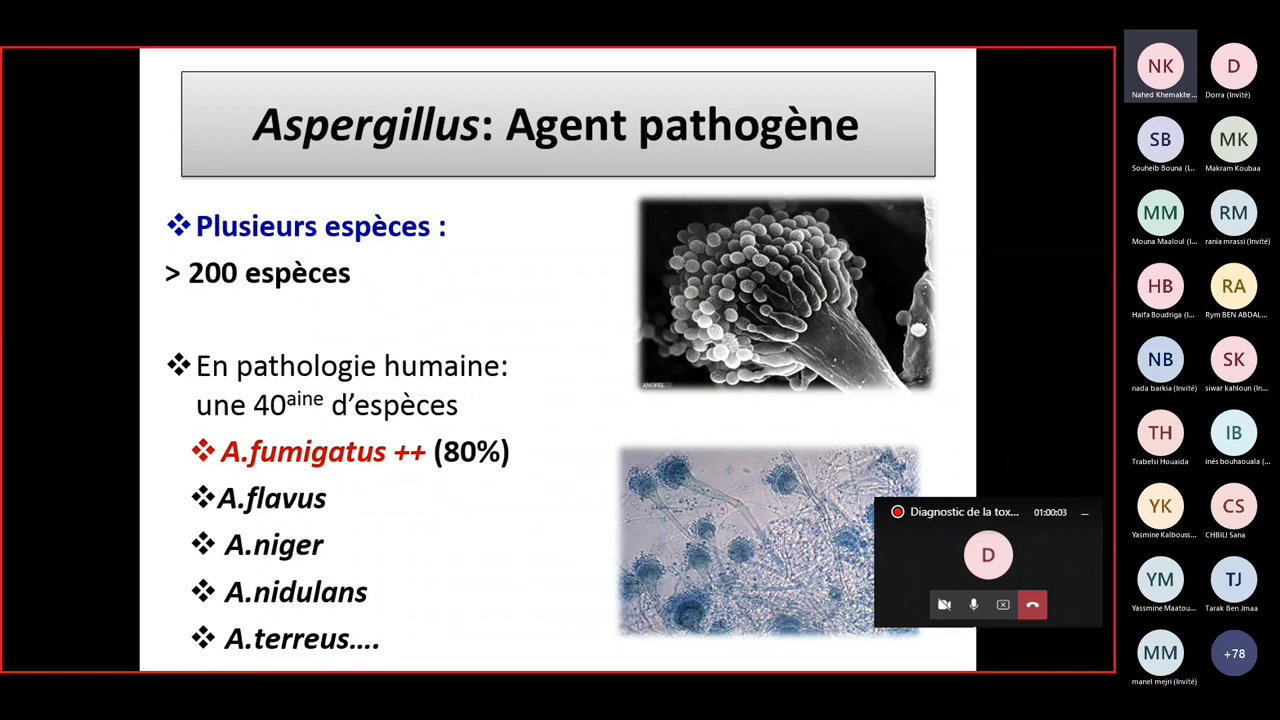 Aspergillus: Agent pathogène
❖Plusieurs espèces :
> 200 espèces
❖En pathologie humaine:
une 40aine d’espèces
❖ A.fumigatus ++ (80%)
❖A.flavus
❖ A.niger
❖ A.nidulans
❖ A.terreus....
ANOFEL
Diagnostic de la tox... 01:00:03
D
NK D
Nahed Khemakhe... Dorra (Invité)
SB MK
Souheib Bouna (I... Makram Koubaa
MM RM
Mouna Maaloul (I... rania mrassi (Invité)
HB RA
Haifa Boudriga (I... Rym BEN ABDAL...
NB SK
nada barkia (Invité) siwar kahloun (In...
TH IB
Trabelsi Houaida inés bouhaouala (...
YK CS
Yasmine Kalbouss... CHBILI Sana
YM TJ
Yassmine Maatou... Tarak Ben Jmaa
MM +78
manel mejri (Invité)